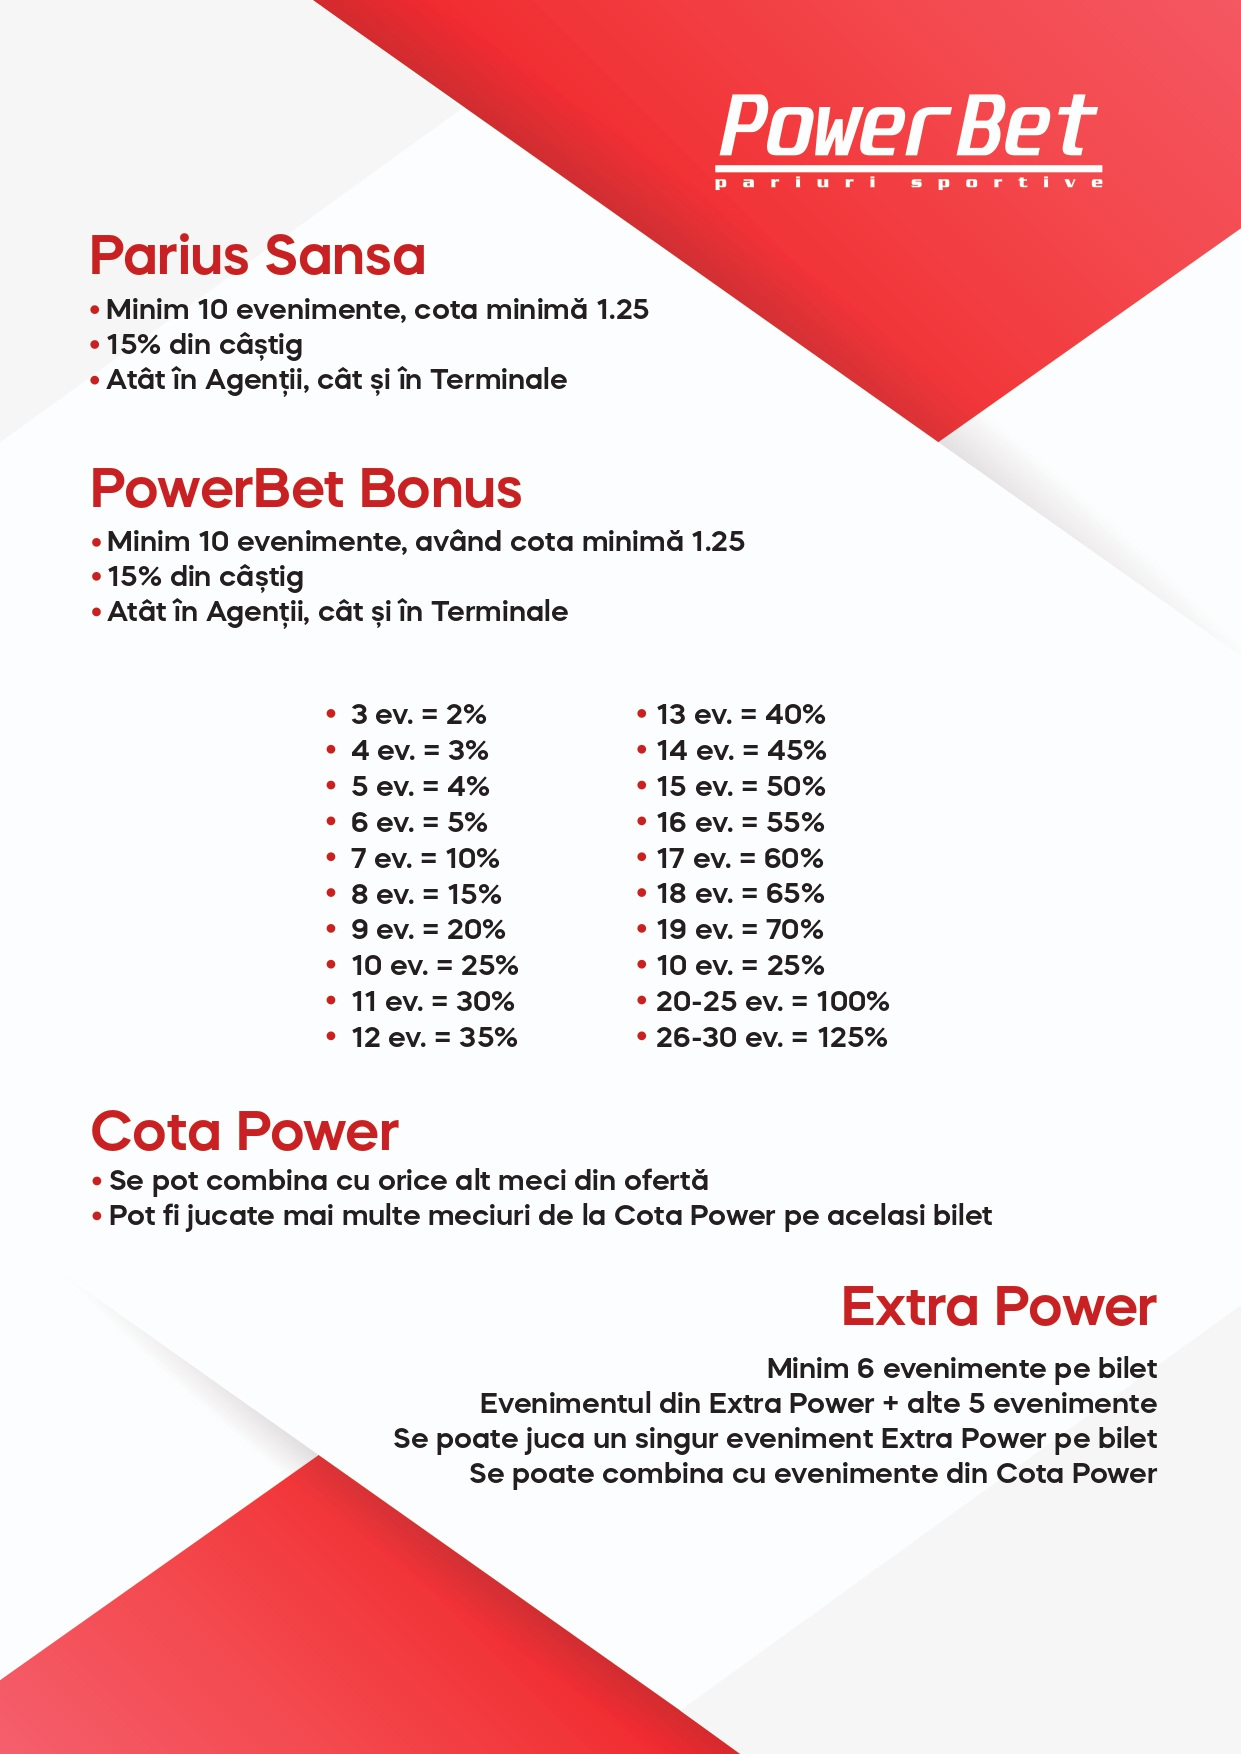 PowerBet
pariuri sportive
Parius Sansa
• Minim 10 evenimente, cota minimă 1.25
• 15% din câștig
• Atât în Agenții, cât și în Terminale
PowerBet Bonus
• Minim 10 evenimente, având cota minimă 1.25
• 15% din câștig
• Atât în Agenții, cât și în Terminale
• 3 ev. = 2%
• 4 ev. = 3%
• 5 ev. = 4%
• 6 ev. = 5%
• 7 ev. = 10%
• 8 ev. = 15%
• 9 ev. = 20%
• 10 ev. = 25%
• 11 ev. = 30%
• 12 ev. = 35%
• 13 ev. = 40%
• 14 ev. = 45%
• 15 ev. = 50%
• 16 ev. = 55%
• 17 ev. = 60%
• 18 ev. = 65%
• 19 ev. = 70%
• 10 ev. = 25%
• 20-25 ev. = 100%
• 26-30 ev. = 125%
Cota Power
• Se pot combina cu orice alt meci din ofertă
• Pot fi jucate mai multe meciuri de la Cota Power pe acelasi bilet
Extra Power
Minim 6 evenimente pe bilet
Evenimentul din Extra Power + alte 5 evenimente
Se poate juca un singur eveniment Extra Power pe bilet
Se poate combina cu evenimente din Cota Power